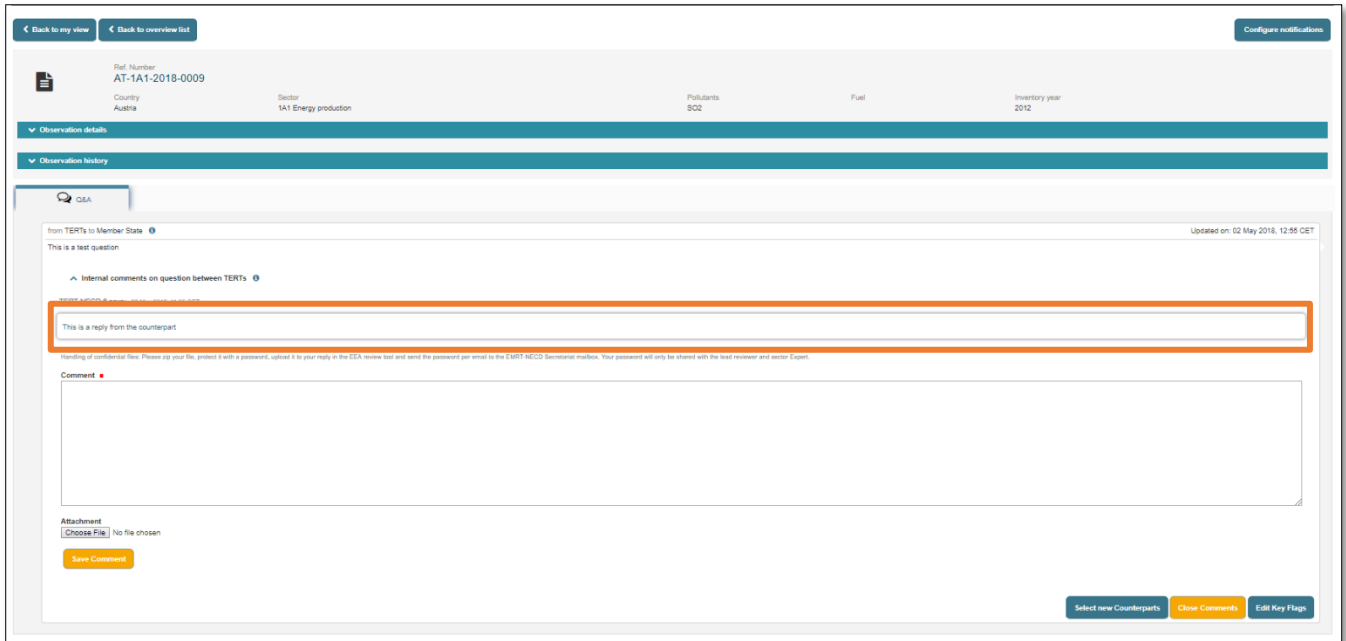 Back to my view
Back to overview list
Configure notifications
Ref. Number
AT-1A1-2018-0009
Country Sector Pollutants Fuel Inventory year
Austria 1A1 Energy production SO2 2012
Observation details
Observation history
Q&A
from TERTs to Member State Updated on: 02 May 2018, 12:55 CET
This is a test question
Internal comments on question between TERTs
This is a reply from the counterpart
Handling of confidential files: Please zip your file, protect it with a password, upload it to your reply in the EEA review tool and send the password per email to the EMRT-NECD Secretariat mailbox. Your password will only be shared with the lead reviewer and sector Expert.
Comment
Attachment
Choose File No file chosen
Save Comment
Select new Counterparts Close Comments Edit Key Flags